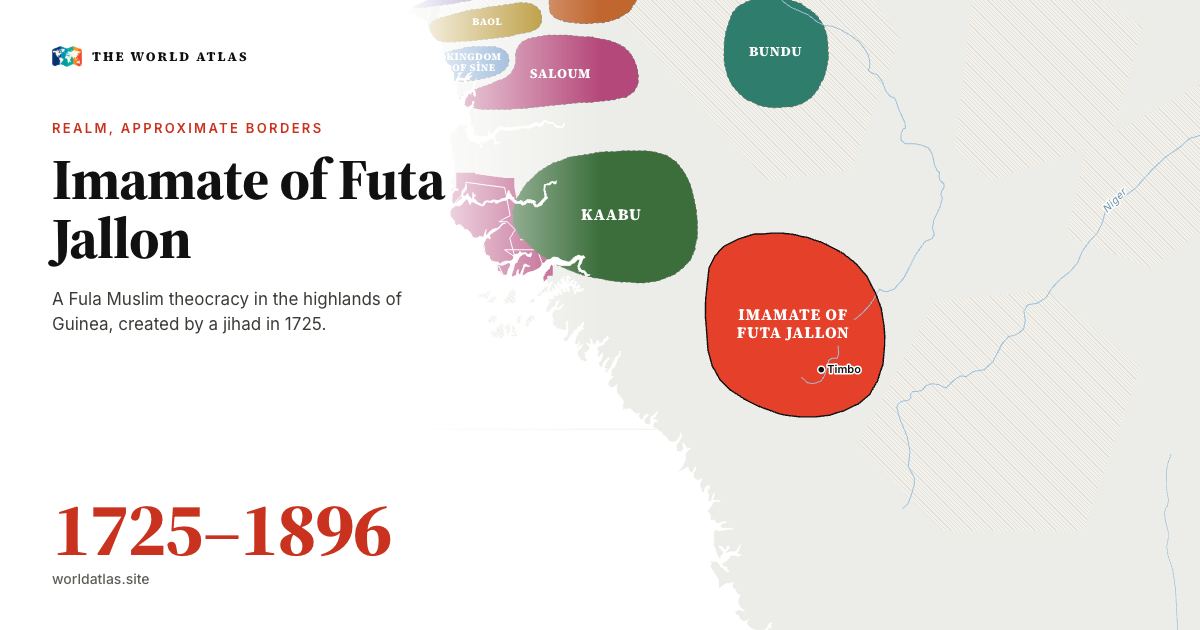 THE WORLD ATLAS
REALM, APPROXIMATE BORDERS
Imamate of Futa
Jallon
A Fula Muslim theocracy in the highlands of
Guinea, created by a jihad in 1725.
1725–1896
worldatlas.site
BAOL
KINGDOM
OF SINE
SALOUM
BUNDU
KAABU
IMAMATE OF
FUTA JALLON
Timbo
Niger